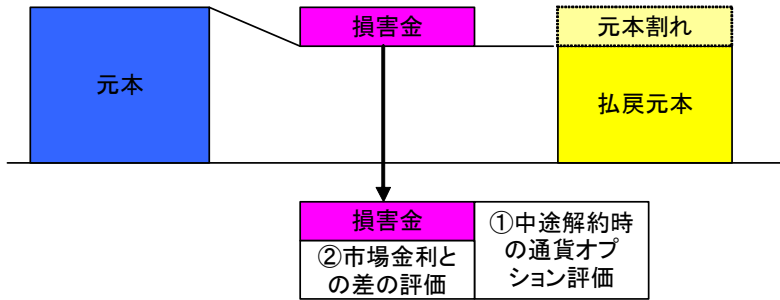 元本
損害金
元本割れ
払戻元本
損害金
②市場金利と
の差の評価
①中途解約時
の通貨オプ
ション評価